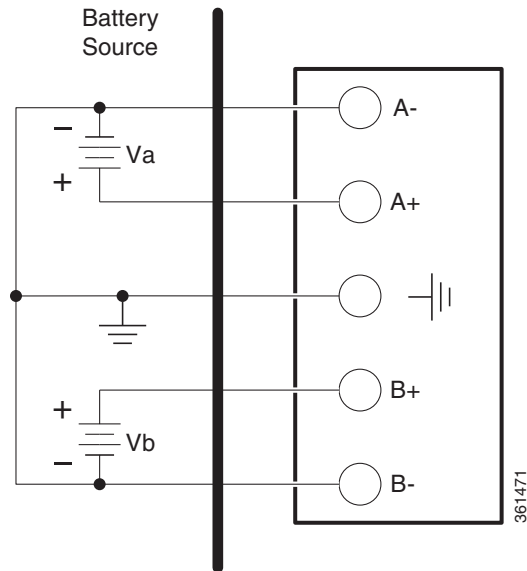 Battery
Source
A-
−
Va
+
A+
+
B+
Vb
−
B-
361471